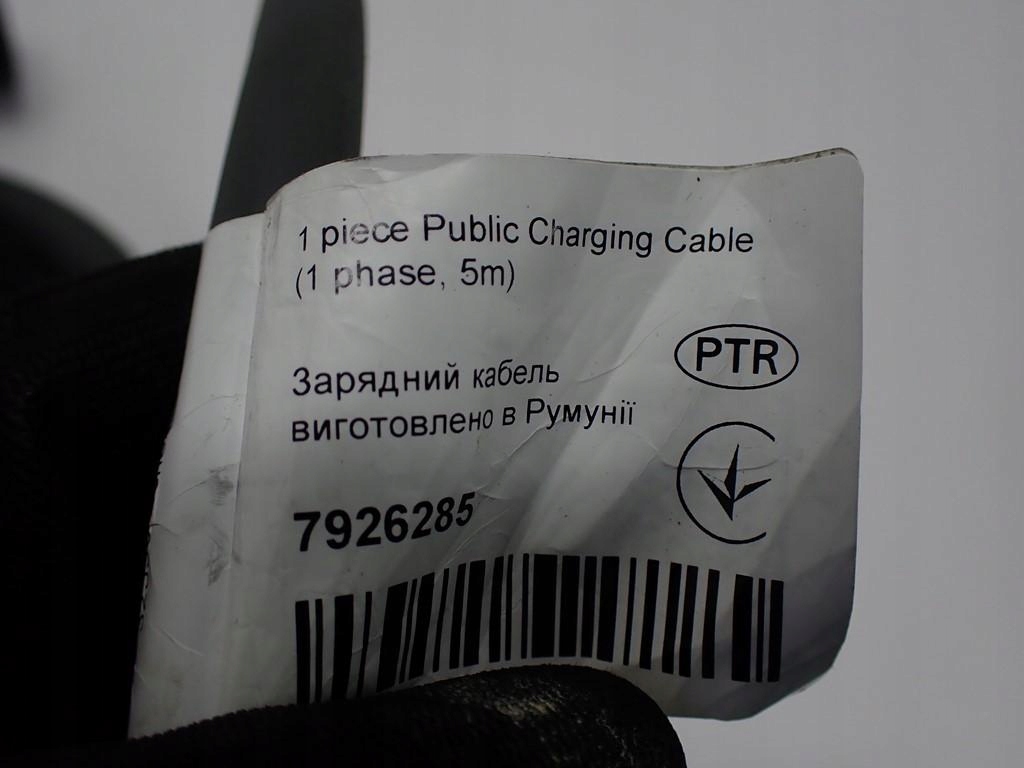 1 piece Public Charging Cable
(1 phase, 5m)
PTR
Зарядний кабель
виготовлено в Румунії
7926285